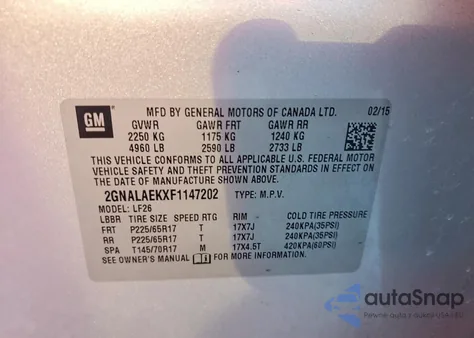 GM
MFD BY GENERAL MOTORS OF CANADA LTD. 02/15
GVWR GAWR FRT GAWR RR
2250 KG 1175 KG 1240 KG
4960 LB 2590 LB 2733 LB
THIS VEHICLE CONFORMS TO ALL APPLICABLE U.S. FEDERAL MOTOR
VEHICLE SAFETY AND THEFT PREVENTION STANDARDS IN EFFECT ON THE
DATE OF MANUFACTURE SHOWN ABOVE.
2GNALAEKXF1147202 TYPE: M.P.V.
MODEL: LF26
LBBR TIRE SIZE SPEED RTG RIM COLD TIRE PRESSURE
FRT P225/65R17 T 17X7J 240KPA(35PSI)
RR P225/65R17 T 17X7J 240KPA(35PSI)
SPA T145/70R17 M 17X4.5T 420KPA(60PSI)
SEE OWNER'S MANUAL FOR MORE INFORMATION.
autoSnap
Pewne auto z aukcji USA